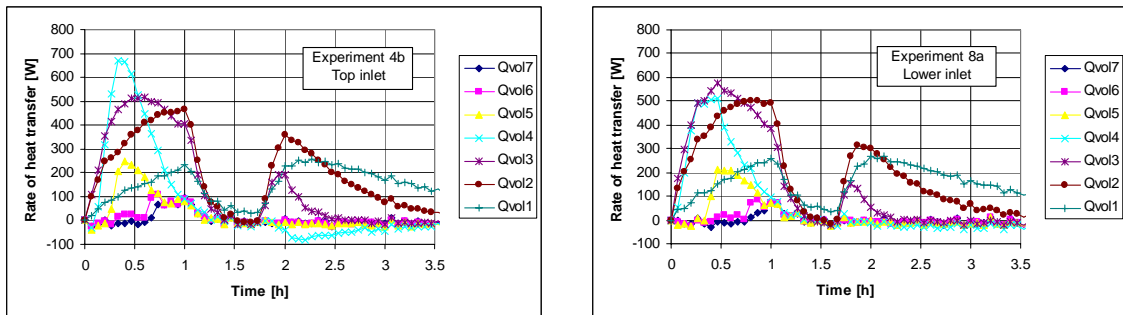 Rate of heat transfer [W]
800
700
600
500
400
300
200
100
0
-100
0 0.5 1 1.5 2 2.5 3 3.5
Time [h]
Experiment 4b
Top inlet
Qvol7
Qvol6
Qvol5
Qvol4
Qvol3
Qvol2
Qvol1
Rate of heat transfer [W]
800
700
600
500
400
300
200
100
0
-100
0 0.5 1 1.5 2 2.5 3 3.5
Time [h]
Experiment 8a
Lower inlet
Qvol7
Qvol6
Qvol5
Qvol4
Qvol3
Qvol2
Qvol1